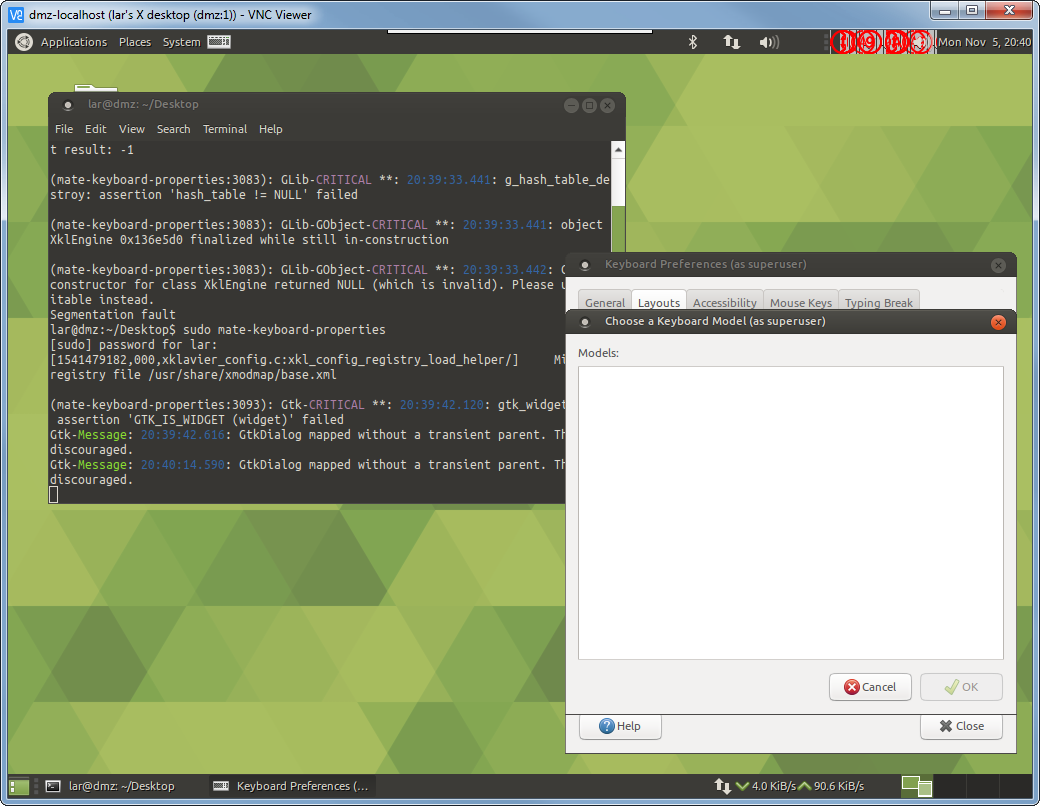 dmz-localhost (lar's X desktop (dmz:1)) - VNC Viewer
Applications Places System
Mon Nov 5, 20:40
lar@dmz: ~/Desktop
File Edit View Search Terminal Help
t result: -1
(mate-keyboard-properties:3083): GLib-CRITICAL **: 20:39:33.441: g_hash_table_de
stroy: assertion 'hash_table != NULL' failed
(mate-keyboard-properties:3083): GLib-GObject-CRITICAL **: 20:39:33.441: object
XklEngine 0x136e5d0 finalized while still in-construction
(mate-keyboard-properties:3083): GLib-GObject-CRITICAL **: 20:39:33.442:
constructor for class XklEngine returned NULL (which is invalid). Please u
itable instead.
Segmentation fault
lar@dmz:~/Desktop$ sudo mate-keyboard-properties
[sudo] password for lar:
[1541479182,000,xklavier_config.c:xkl_config_registry_load_helper/] Mi
registry file /usr/share/xmodmap/base.xml
(mate-keyboard-properties:3093): Gtk-CRITICAL **: 20:39:42.120: gtk_widget
assertion 'GTK_IS_WIDGET (widget)' failed
Gtk-Message: 20:39:42.616: GtkDialog mapped without a transient parent. Th
discouraged.
Gtk-Message: 20:40:14.590: GtkDialog mapped without a transient parent. Th
discouraged.
Keyboard Preferences (as superuser)
General Layouts Accessibility Mouse Keys Typing Break
Choose a Keyboard Model (as superuser)
Models:
Cancel OK
Help Close
lar@dmz: ~/Desktop
Keyboard Preferences (...
4.0 KiB/s 90.6 KiB/s